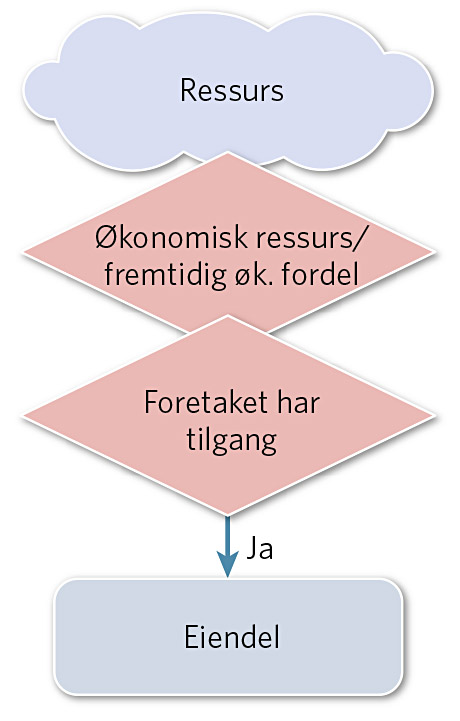 Ressurs
Økonomisk ressurs/
fremtidig øk. fordel
Foretaket har
tilgang
Ja
Eiendel